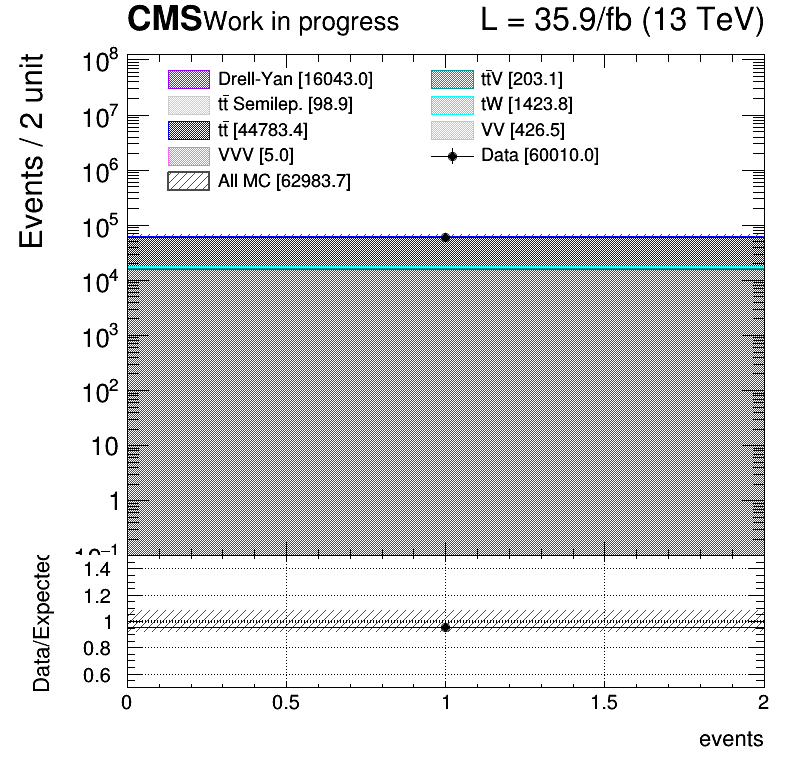 CMS Work in progress L = 35.9/fb (13 TeV)
Events / 2 unit
Drell-Yan [16043.0] tt̄V [203.1]
tt̄ Semilep. [98.9] tW [1423.8]
tt̄ [44783.4] VV [426.5]
VVV [5.0] Data [60010.0]
All MC [62983.7]
10⁸
10⁷
10⁶
10⁵
10⁴
10³
10²
10
1
10⁻¹
Data/Expected
1.4
1.2
1
0.8
0.6
0 0.5 1 1.5 2
events